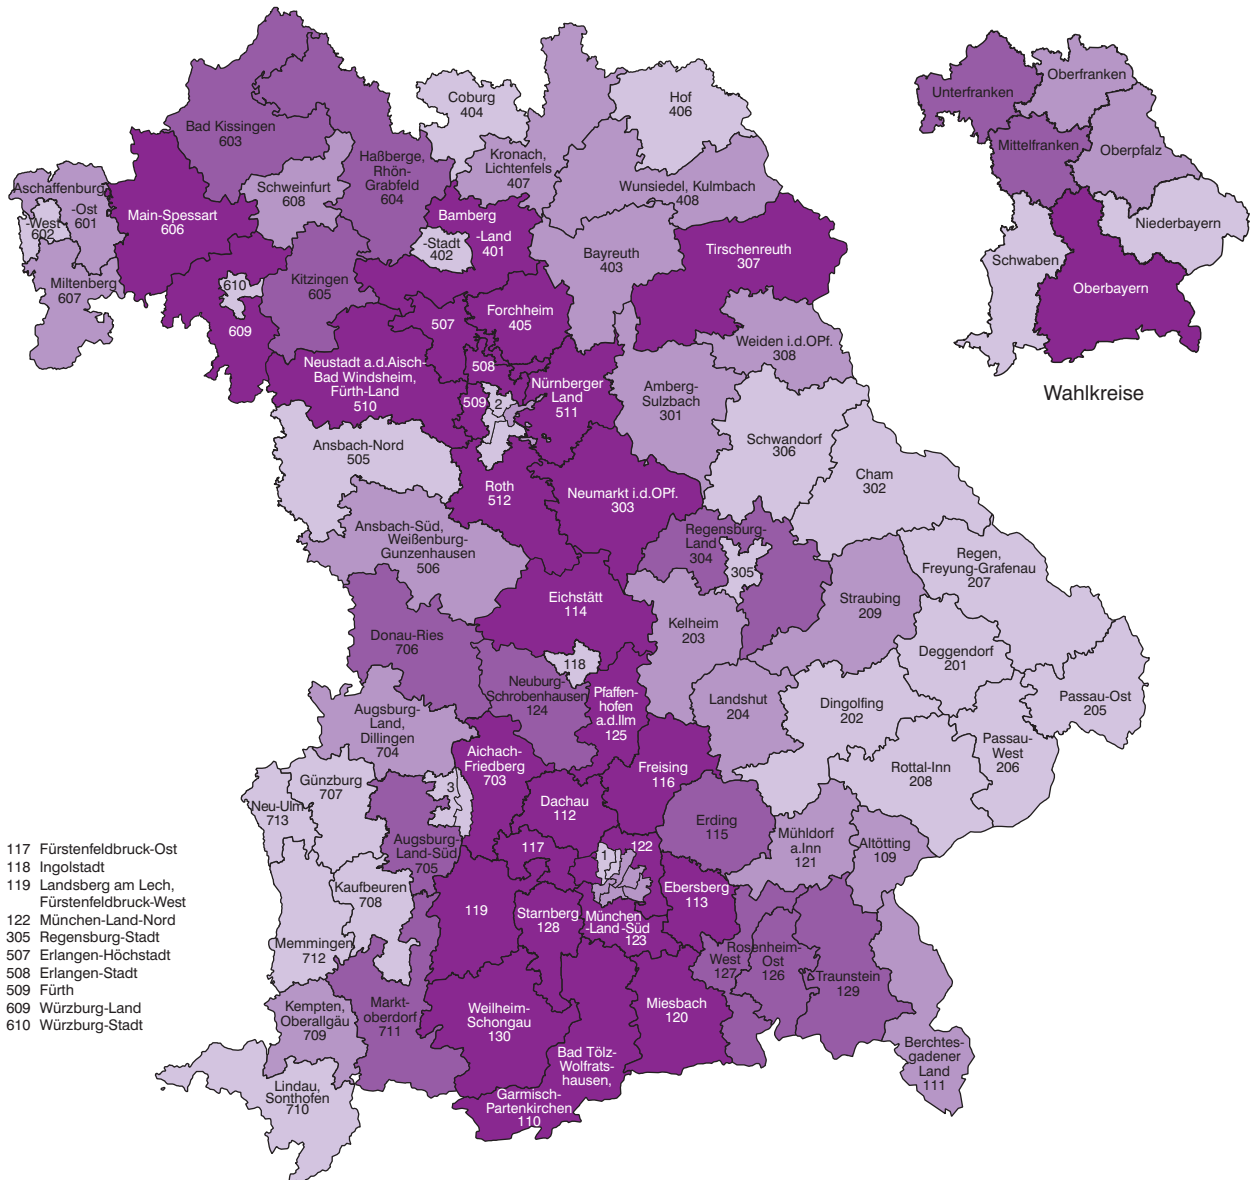 Coburg
404
Hof
406
Bad Kissingen
603
Haßberge,
Rhön-
Grabfeld
604
Kronach,
Lichtenfels
407
Wunsiedel, Kulmbach
408
Aschaffenburg
-Ost
601
-West
602
Schweinfurt
608
Main-Spessart
606
Bamberg
-Land
401
-Stadt
402
Bayreuth
403
Tirschenreuth
307
Miltenberg
607
610
Kitzingen
605
609
507
Forchheim
405
Weiden i.d.OPf.
308
508
Neustadt a.d.Aisch-
Bad Windsheim,
Fürth-Land
510
509
2
Nürnberger
Land
511
Amberg-
Sulzbach
301
Ansbach-Nord
505
Schwandorf
306
Cham
302
Roth
512
Neumarkt i.d.OPf.
303
Ansbach-Süd,
Weißenburg-
Gunzenhausen
506
Regensburg-
Land
304
305
Regen,
Freyung-Grafenau
207
Eichstätt
114
Straubing
209
Kelheim
203
Donau-Ries
706
Deggendorf
201
118
Neuburg-
Schrobenhausen
124
Pfaffen-
hofen
a.d.Ilm
125
Landshut
204
Dingolfing
202
Passau-Ost
205
Augsburg-
Land,
Dillingen
704
Passau-
West
206
Aichach-
Friedberg
703
Freising
116
Rottal-Inn
208
Günzburg
707
3
Neu-Ulm
713
Dachau
112
Erding
115
Mühldorf
a.Inn
121
Altötting
109
Augsburg-
Land-Süd
705
117
122
1
Kaufbeuren
708
Ebersberg
113
119
Starnberg
128
München
-Land-Süd
123
Memmingen
712
Rosenheim-
Ost
126
West
127
Traunstein
129
Kempten,
Oberallgäu
709
Markt-
oberdorf
711
Weilheim-
Schongau
130
Miesbach
120
Bad Tölz-
Wolfrats-
hausen,
Garmisch-
Partenkirchen
110
Berchtes-
gadener
Land
111
Lindau,
Sonthofen
710
Unterfranken
Oberfranken
Mittelfranken
Oberpfalz
Niederbayern
Schwaben
Oberbayern
Wahlkreise
117 Fürstenfeldbruck-Ost
118 Ingolstadt
119 Landsberg am Lech,
Fürstenfeldbruck-West
122 München-Land-Nord
305 Regensburg-Stadt
507 Erlangen-Höchstadt
508 Erlangen-Stadt
509 Fürth
609 Würzburg-Land
610 Würzburg-Stadt